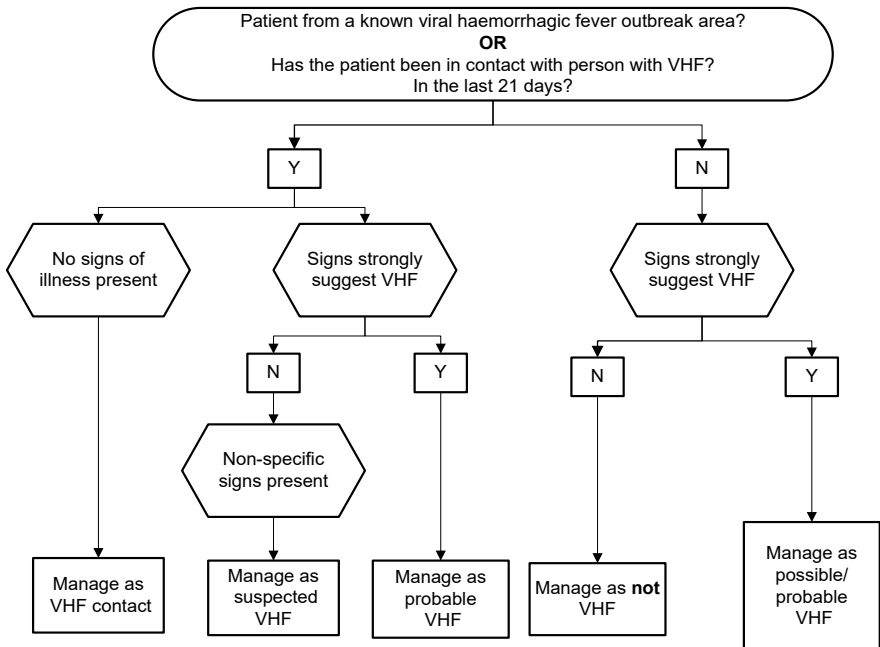 Patient from a known viral haemorrhagic fever outbreak area?
OR
Has the patient been in contact with person with VHF?
In the last 21 days?
Y
N
No signs of
illness present
Signs strongly
suggest VHF
Signs strongly
suggest VHF
N
Y
N
Y
Non-specific
signs present
Manage as
VHF contact
Manage as
suspected
VHF
Manage as
probable
VHF
Manage as not
VHF
Manage as
possible/
probable
VHF